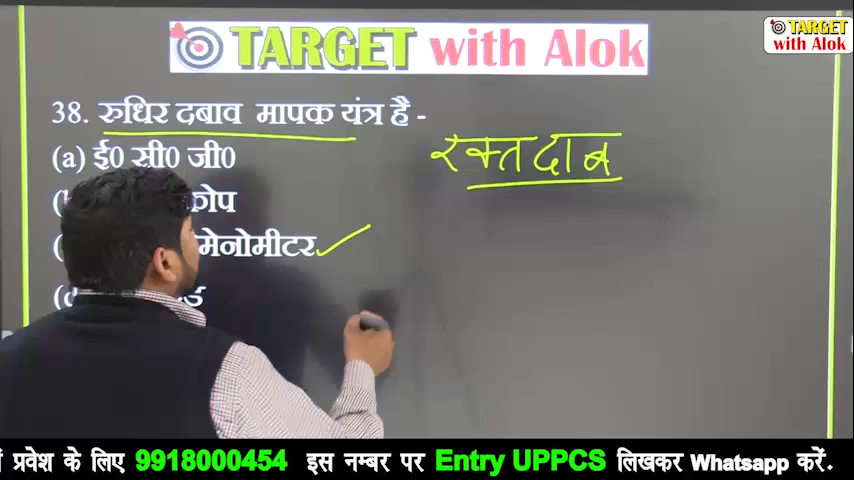 TARGET with Alok
TARGET
with Alok
38. रुधिर दबाव मापक यंत्र है -
रक्तदाब
(a) ई0 सी0 जी0
मेनोमीटर
प्रवेश के लिए 9918000454 इस नम्बर पर Entry UPPCS लिखकर Whatsapp करें.